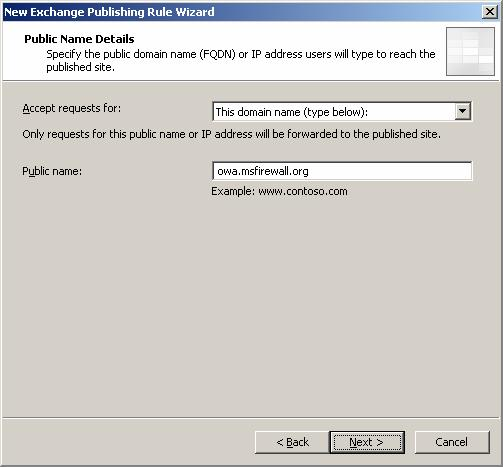 New Exchange Publishing Rule Wizard
Public Name Details
Specify the public domain name (FQDN) or IP address users will type to reach the
published site.
Accept requests for: This domain name (type below):
Only requests for this public name or IP address will be forwarded to the published site.
Public name: owa.msfirewall.org
Example: www.contoso.com
< Back Next > Cancel